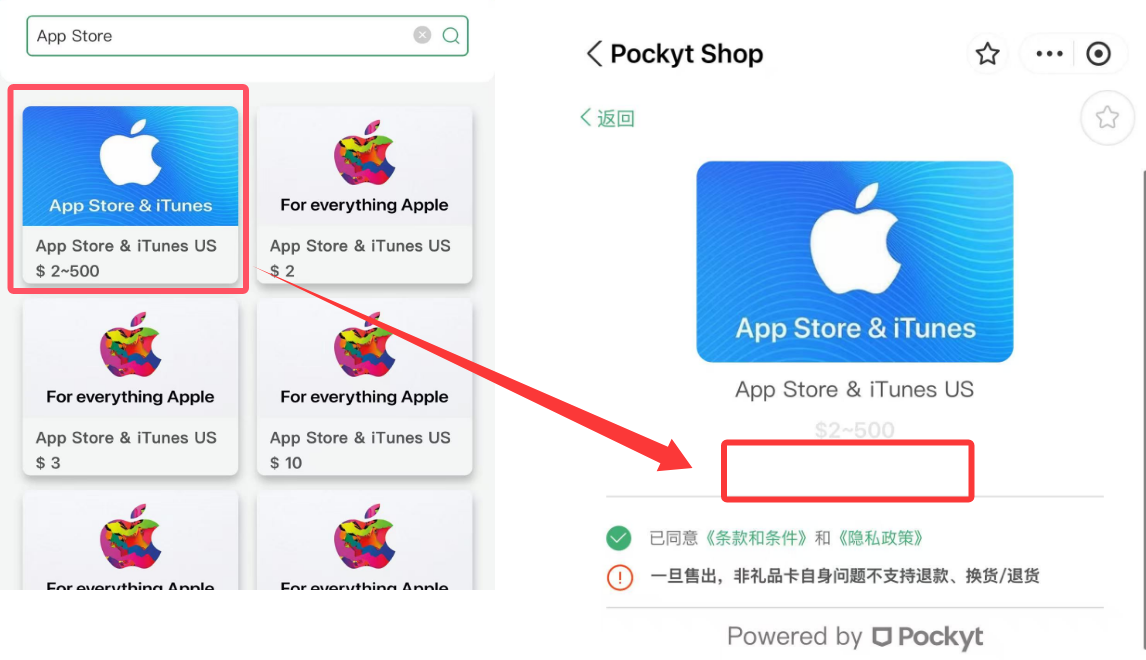 App Store
App Store & iTunes
App Store & iTunes US
$ 2~500
For everything Apple
App Store & iTunes US
$ 2
For everything Apple
App Store & iTunes US
$ 3
For everything Apple
App Store & iTunes US
$ 10
For everything Apple
For everything Apple
Pockyt Shop
返回
App Store & iTunes
App Store & iTunes US
$2~500
已同意《条款和条件》和《隐私政策》
一旦售出，非礼品卡自身问题不支持退款、换货/退货
Powered by Pockyt